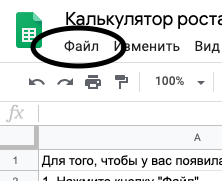 Калькулятор роста
Файл Изменить Вид
100%
fx
A
1 Для того, чтобы у вас появила
2 1. Нажмите кнопку "Файл"